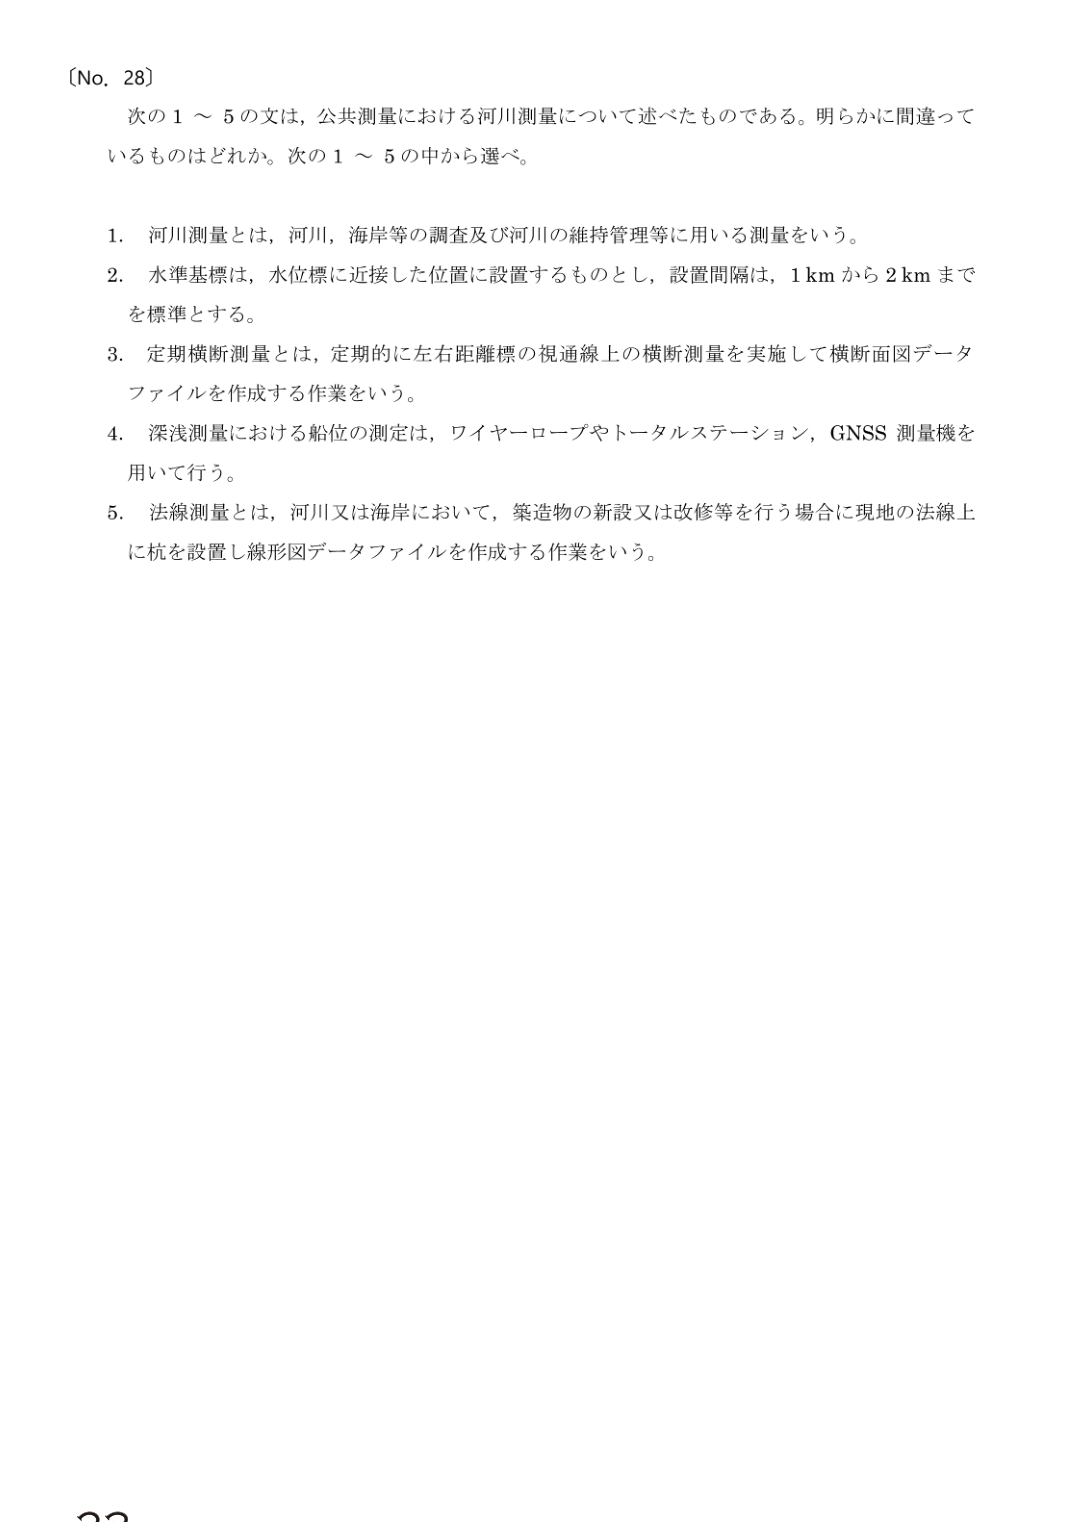 〔No. 28〕
次の 1 ～ 5 の文は，公共測量における河川測量について述べたものである。明らかに間違って
いるものはどれか。次の 1 ～ 5 の中から選べ。
1. 河川測量とは，河川，海岸等の調査及び河川の維持管理等に用いる測量をいう。
2. 水準基標は，水位標に近接した位置に設置するものとし，設置間隔は，1 km から 2 km まで
を標準とする。
3. 定期横断測量とは，定期的に左右距離標の視通線上の横断測量を実施して横断面図データ
ファイルを作成する作業をいう。
4. 深浅測量における船位の測定は，ワイヤーロープやトータルステーション，GNSS 測量機を
用いて行う。
5. 法線測量とは，河川又は海岸において，築造物の新設又は改修等を行う場合に現地の法線上
に杭を設置し線形図データファイルを作成する作業をいう。